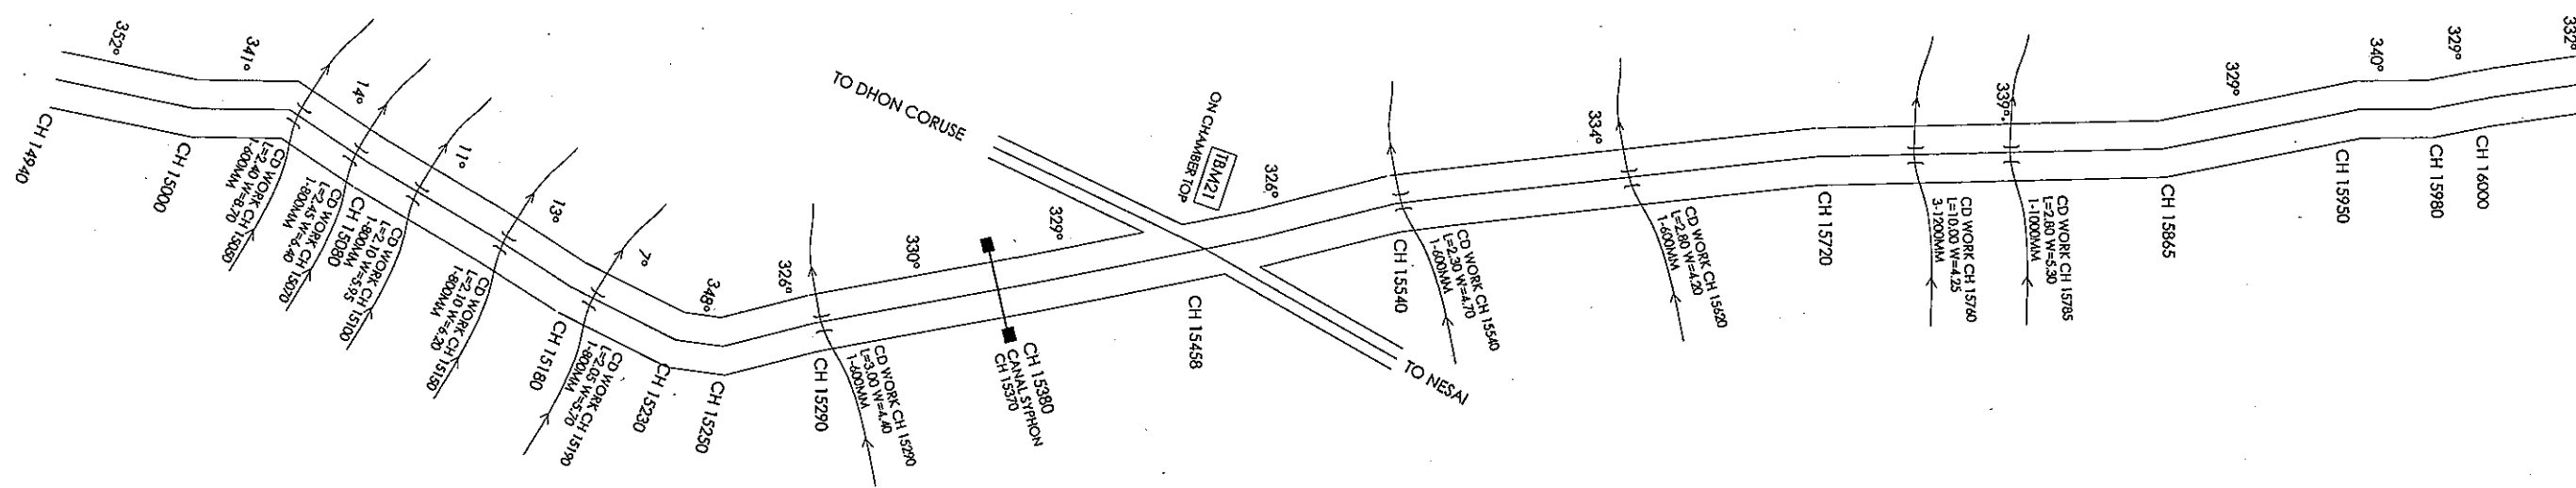 352°
341°
14°
11°
13°
7°
348°
326°
330°
329°
326°
334°
339°
329°
340°
329°
332°
TO DHON CORUSE
ON CHAMBER TOP
TBM21
TO NESAI
CH 14940
CH 15000
CD WORK CH 15050
L=2.40 W=8.70
1-600MM
CD WORK CH 15070
L=2.45 W=6.40
1-800MM
CH 15080
CD WORK CH 15100
L=2.10 W=5.95
1-800MM
CD WORK CH 15150
L=2.10 W=6.20
1-800MM
CH 15180
CD WORK CH 15190
L=2.05 W=5.70
1-800MM
CH 15230
CH 15250
CH 15290
CD WORK CH 15290
L=3.00 W=4.40
1-600MM
CH 15380
CANAL SYPHON
CH 15370
CH 15458
CH 15540
CD WORK CH 15540
L=2.30 W=4.70
1-600MM
CD WORK CH 15620
L=2.80 W=4.20
1-600MM
CH 15720
CD WORK CH 15760
L=10.00 W=4.25
3-1200MM
CD WORK CH 15785
L=2.80 W=5.30
1-1000MM
CH 15865
CH 15950
CH 15980
CH 16000